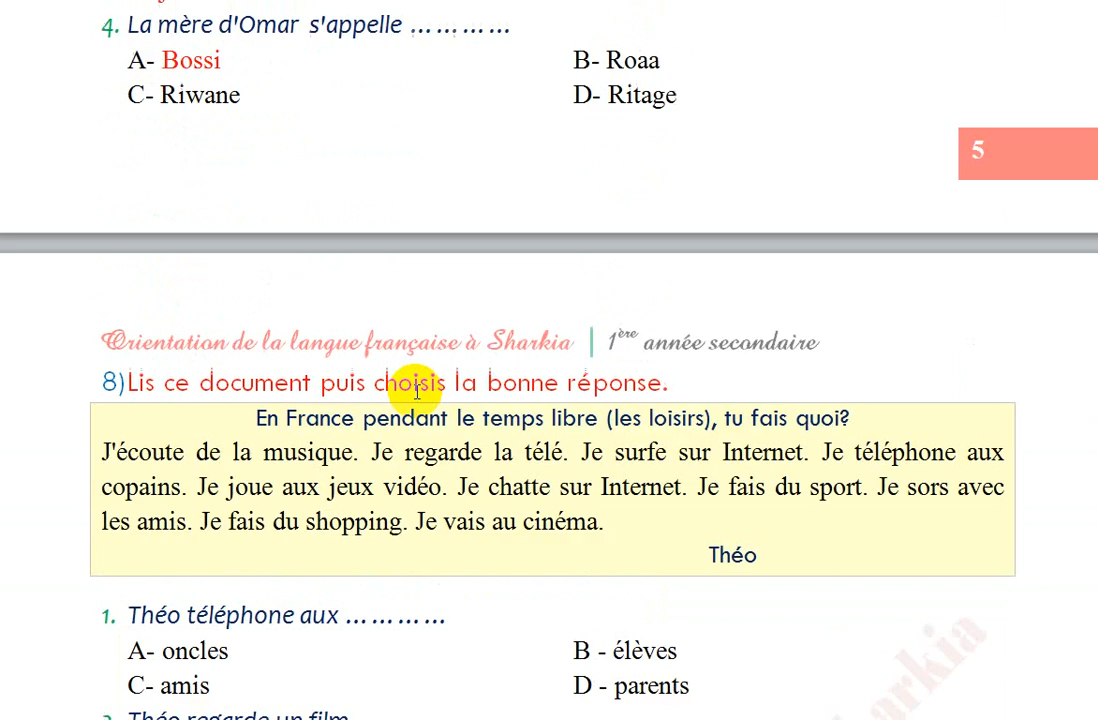 4. La mère d'Omar s'appelle … … … …
A- Bossi
B- Roaa
C- Riwane
D- Ritage
5
Orientation de la langue française à Sharkia | 1ère année secondaire
8)Lis ce document puis choisis la bonne réponse.
En France pendant le temps libre (les loisirs), tu fais quoi?
J'écoute de la musique. Je regarde la télé. Je surfe sur Internet. Je téléphone aux
copains. Je joue aux jeux vidéo. Je chatte sur Internet. Je fais du sport. Je sors avec
les amis. Je fais du shopping. Je vais au cinéma.
Théo
1. Théo téléphone aux … … … …
A- oncles
B - élèves
C- amis
D - parents
Théo regarde un film